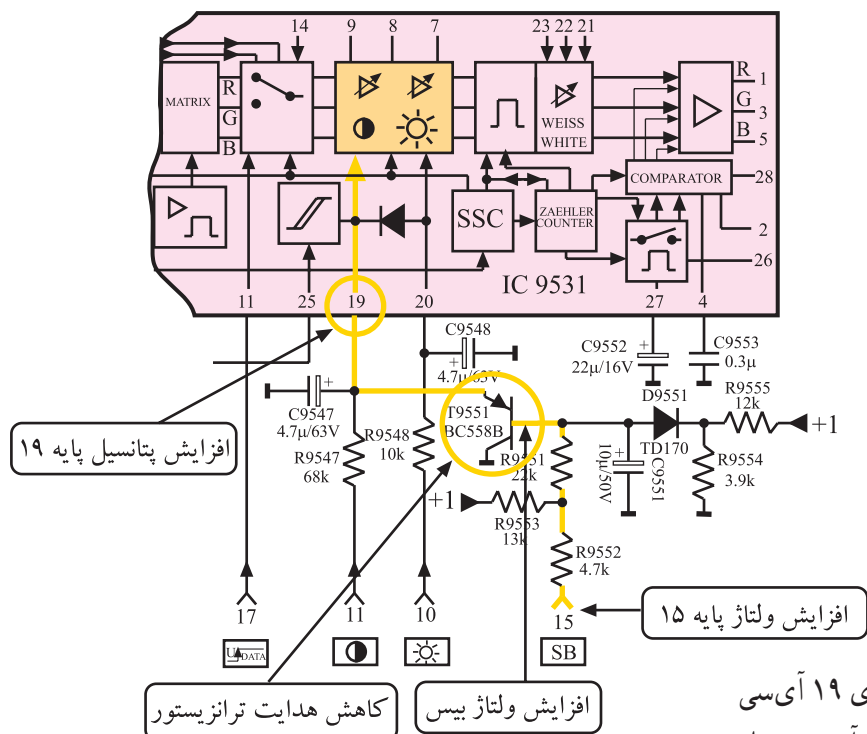 14
9
8
7
23 22 21
MATRIX
R
G
B
WEISS
WHITE
R
1
G
3
B
5
COMPARATOR
28
SSC
ZAEHLER
COUNTER
2
26
IC 9531
11
25
19
20
27
4
C9548
4.7µ/63V
C9552
22µ/16V
C9553
0.3µ
C9547
4.7µ/63V
T9551
BC558B
D9551
TD170
R9555
12k
+1
افزایش پتانسیل پایه ۱۹
R9547
68k
R9548
10k
R9551
22k
10µ/50V
C9551
R9554
3.9k
+1
R9553
13k
R9552
4.7k
17
11
10
15
افزایش ولتاژ پایه ۱۵
U DATA
SB
کاهش هدایت ترانزیستور
افزایش ولتاژ بیس
ی ۱۹ آی‌سی